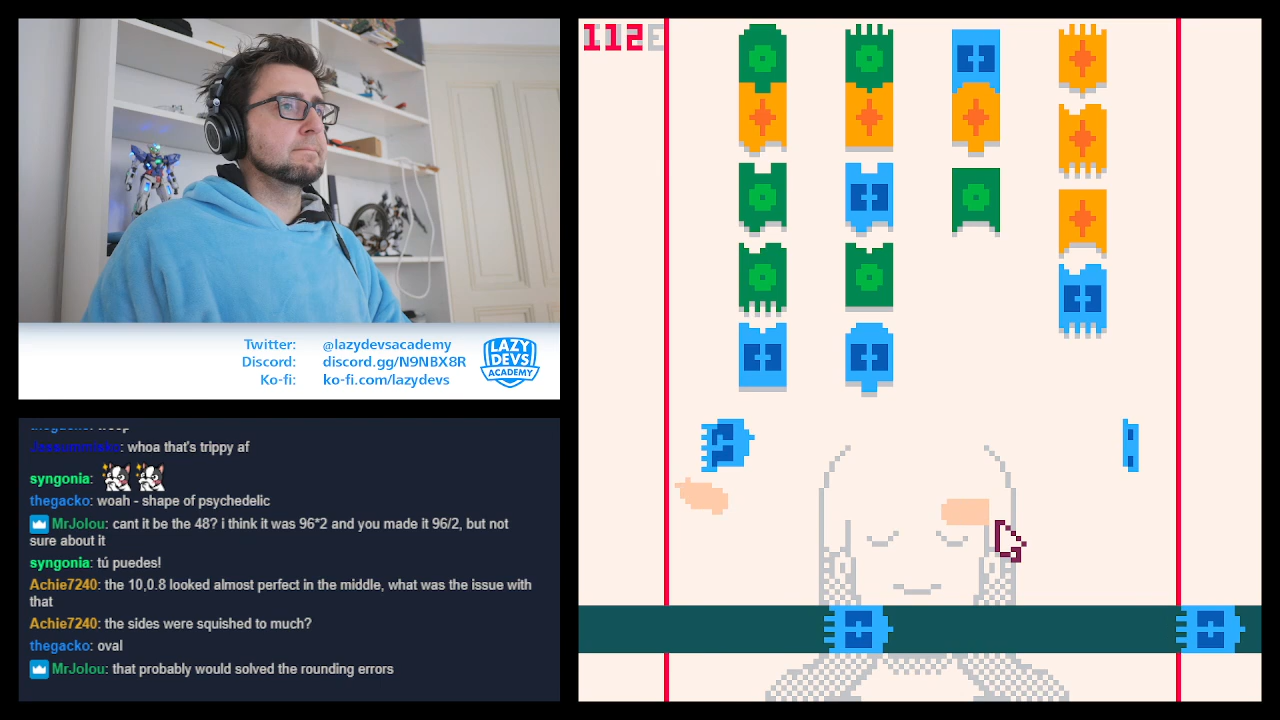 112E
Twitter: @lazydevsacademy
Discord: discord.gg/N9NBX8R
Ko-fi: ko-fi.com/lazydevs
LAZY
DEVS
ACADEMY
: whoa that's trippy af
syngonia:
thegacko: woah - shape of psychedelic
MrJolou: cant it be the 48? i think it was 96*2 and you made it 96/2, but not
sure about it
syngonia: tú puedes!
Achie7240: the 10,0.8 looked almost perfect in the middle, what was the issue with
that
Achie7240: the sides were squished to much?
thegacko: oval
MrJolou: that probably would solved the rounding errors